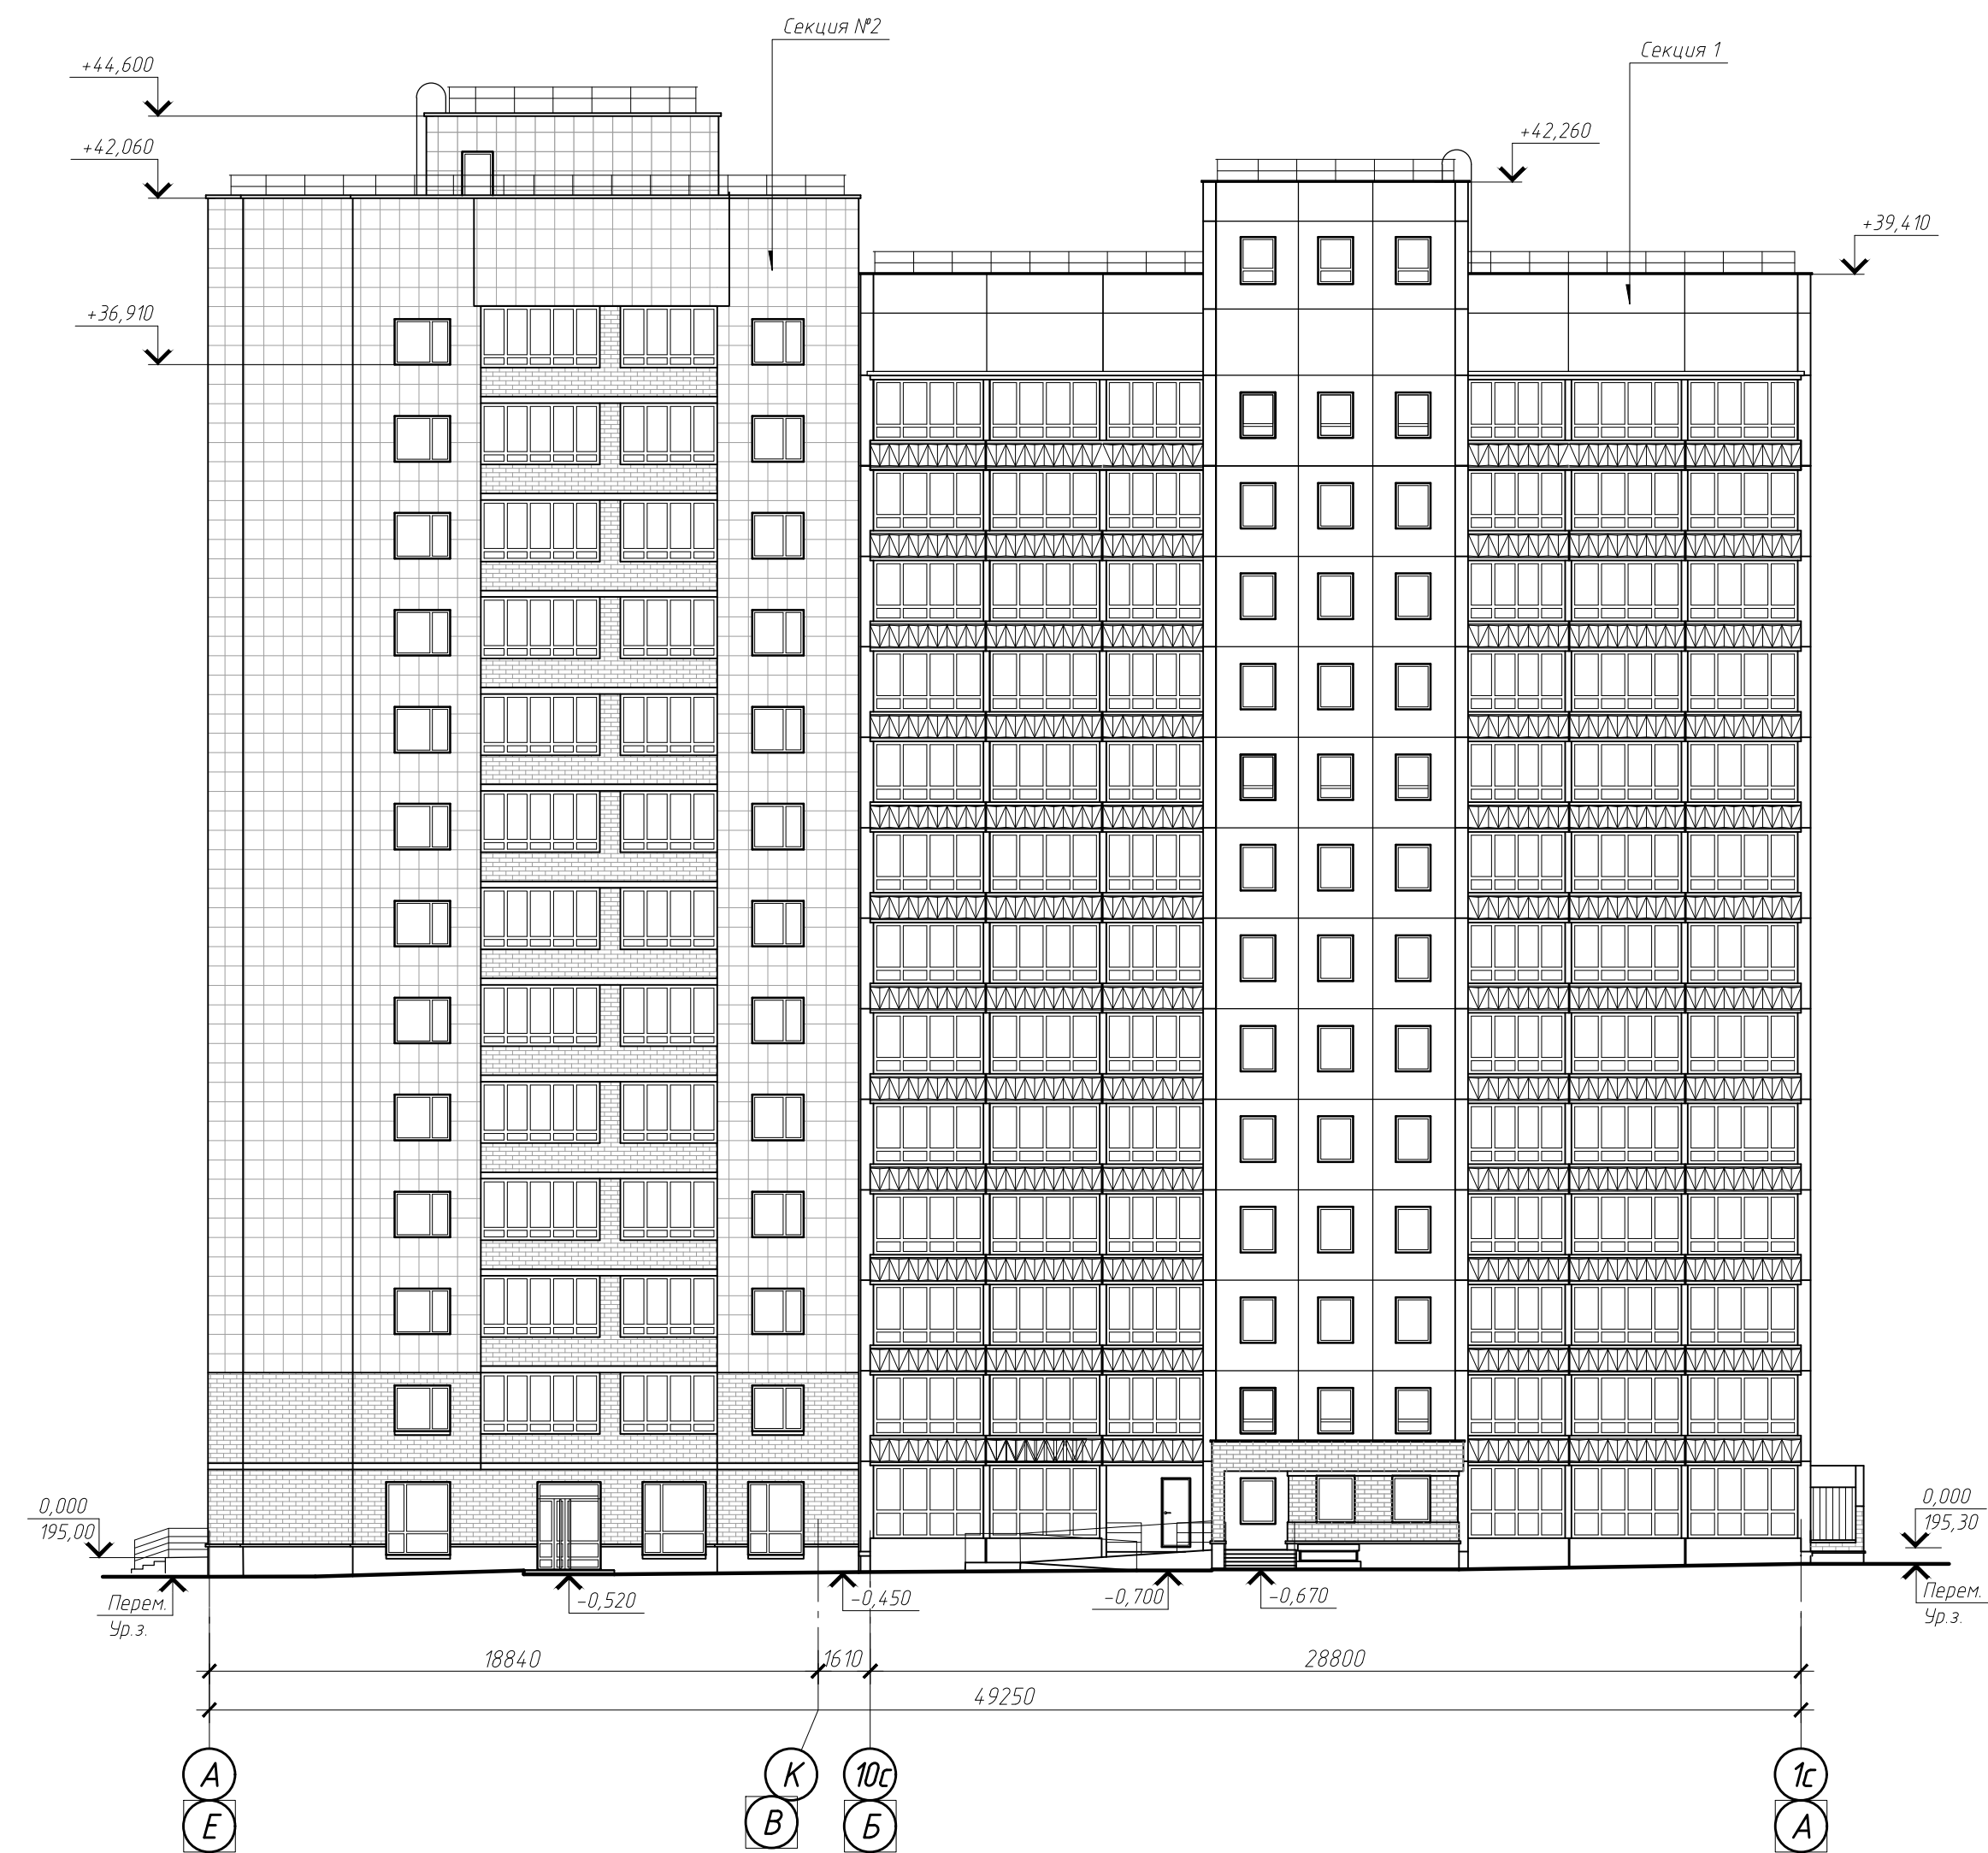 Секция №2
Секция 1
+44,600
+42,060
+42,260
+39,410
+36,910
0,000
195,00
0,000
195,30
Перем.
Ур.з.
-0,520
-0,450
-0,700
-0,670
Перем.
Ур.з.
18840
1610
28800
49250
А
К
10с
1с
Е
В
Б
А